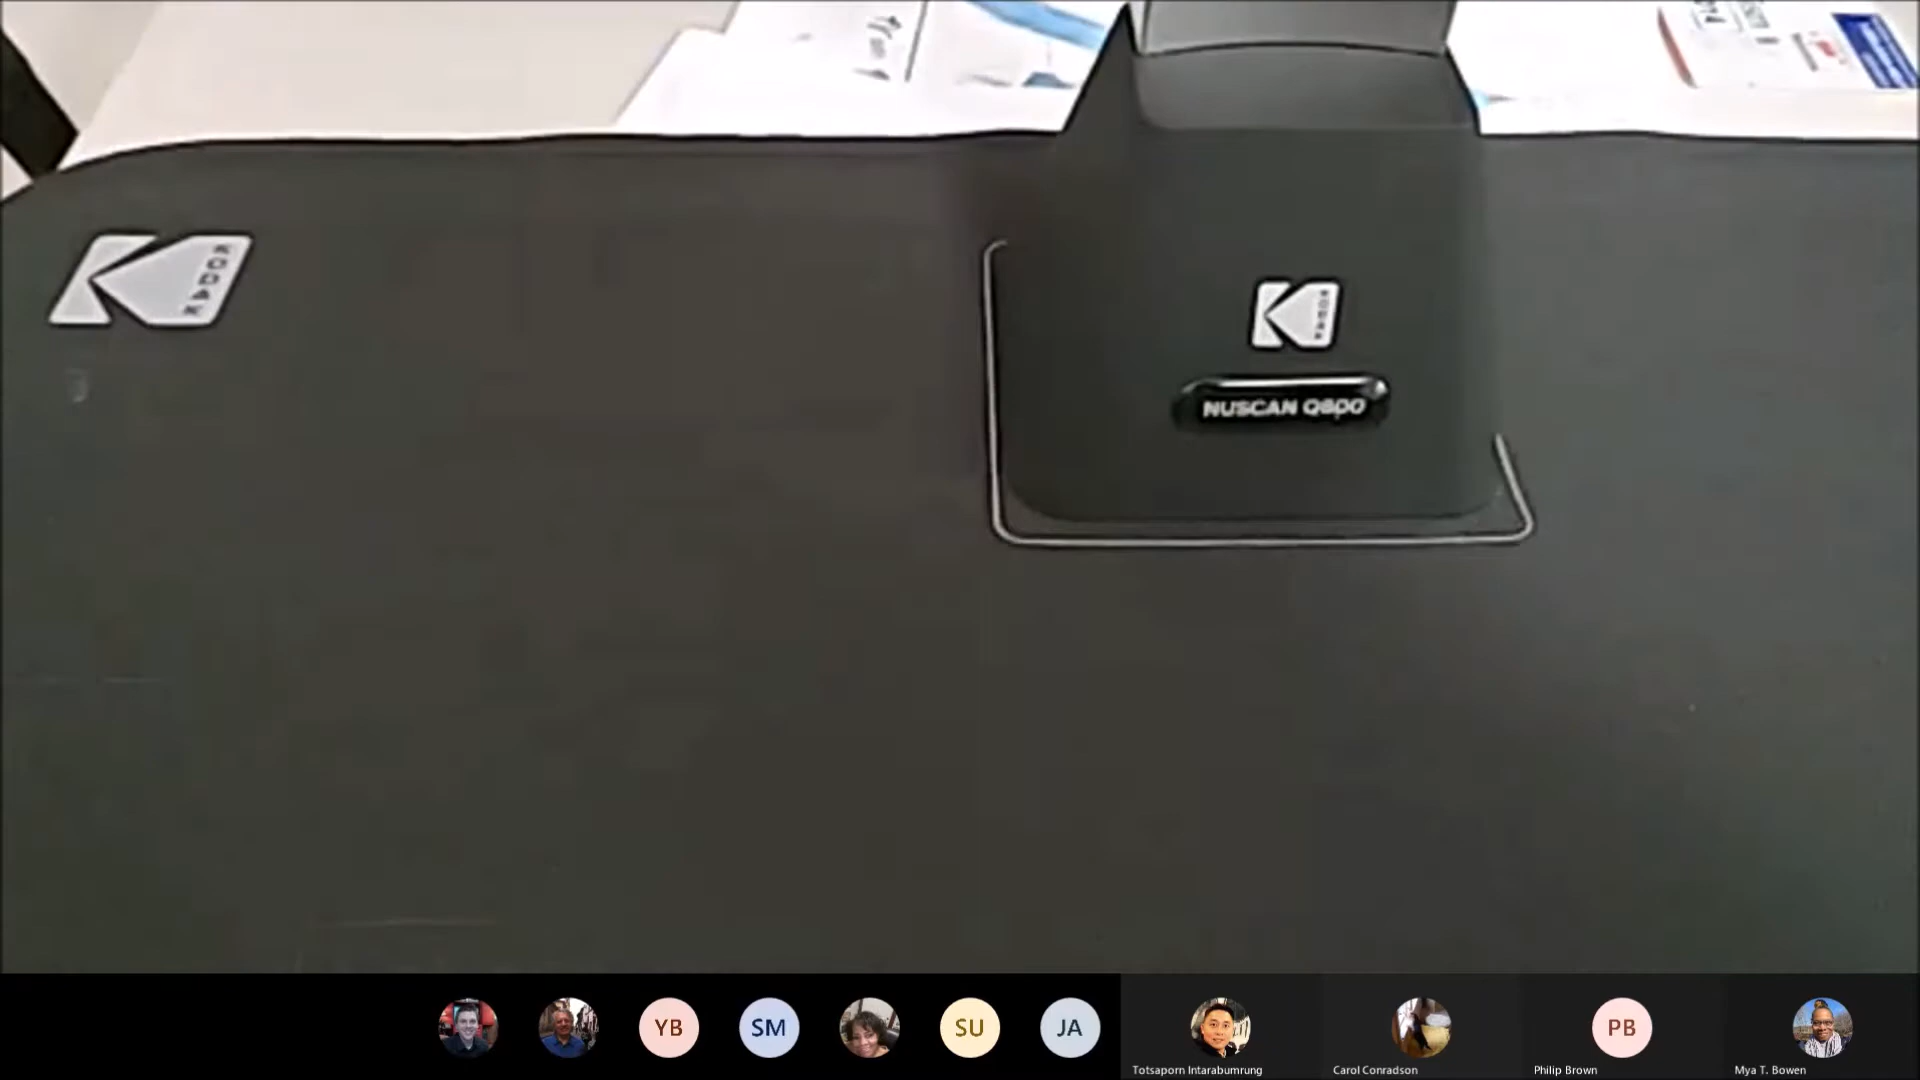 KODAK
KODAK
NUSCAN Q800
YB
SM
SU
JA
PB
Totsaporn Intarabumrung
Carol Conradson
Philip Brown
Mya T. Bowen